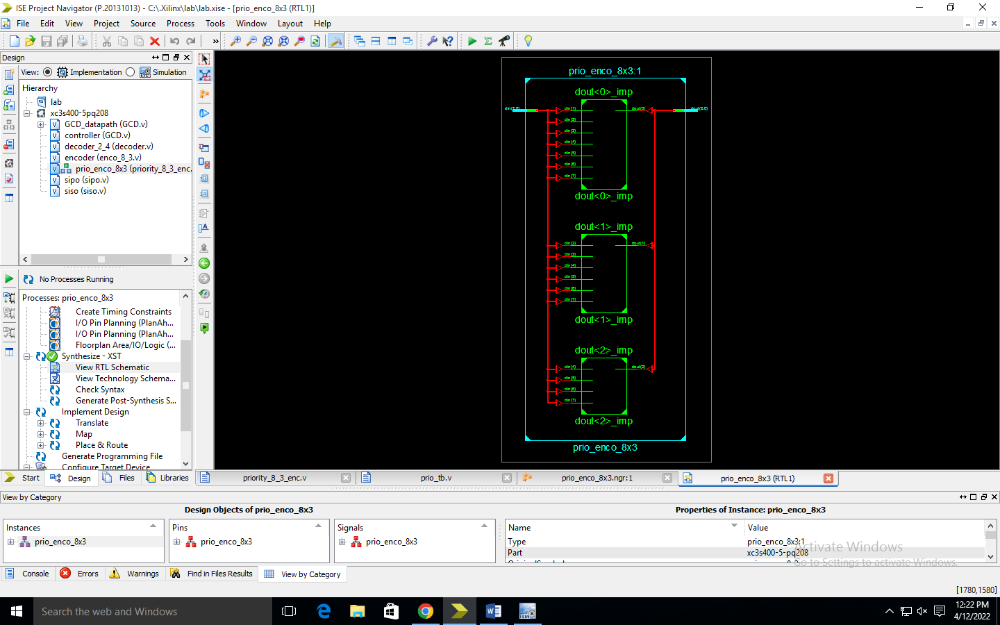 ISE Project Navigator (P.20131013) - C:\.Xilinx\lab\lab.xise - [prio_enco_8x3 (RTL1)]
File Edit View Project Source Process Tools Window Layout Help
Design
View: Implementation Simulation
Hierarchy
lab
xc3s400-5pq208
GCD_datapath (GCD.v)
controller (GCD.v)
decoder_2_4 (decoder.v)
encoder (enco_8_3.v)
prio_enco_8x3 (priority_8_3_enc.
sipo (sipo.v)
siso (siso.v)
No Processes Running
Processes: prio_enco_8x3
Create Timing Constraints
I/O Pin Planning (PlanAh...
I/O Pin Planning (PlanAh...
Floorplan Area/IO/Logic (...
Synthesize - XST
View RTL Schematic
View Technology Schema...
Check Syntax
Generate Post-Synthesis S...
Implement Design
Translate
Map
Place & Route
Generate Programming File
Configure Target Device
Start Design Files Libraries
prio_enco_8x3:1
dout<0>_imp
din(7:0) din(1) dout(0) dout(2:0)
din(2)
din(3)
din(4)
din(5)
din(6)
din(7)
dout<0>_imp
dout<1>_imp
din(2) dout(1)
din(3)
din(4)
din(5)
din(6)
din(7)
dout<1>_imp
dout<2>_imp
din(4) dout(2)
din(5)
din(6)
din(7)
dout<2>_imp
prio_enco_8x3
priority_8_3_enc.v prio_tb.v prio_enco_8x3.ngr:1 prio_enco_8x3 (RTL1)
View by Category
Design Objects of prio_enco_8x3 Properties of Instance: prio_enco_8x3
Instances Pins Signals Name Value
prio_enco_8x3 prio_enco_8x3 prio_enco_8x3 Type prio_enco_8x3:1
Part xc3s400-5-pq208
Activate Windows
Go to Settings to activate Windows.
Console Errors Warnings Find in Files Results View by Category
[1780,1580]
Search the web and Windows
12:22 PM
4/12/2022